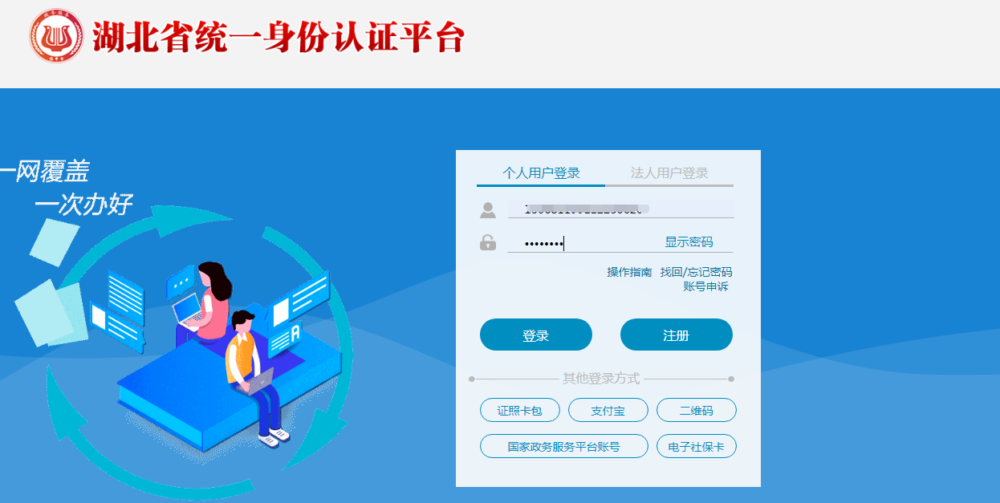 湖北省统一身份认证平台
一网覆盖
一次办好
个人用户登录 法人用户登录
•••••••• 显示密码
操作指南 找回/忘记密码
账号申诉
登录 注册
其他登录方式
证照卡包 支付宝 二维码
国家政务服务平台账号 电子社保卡
A